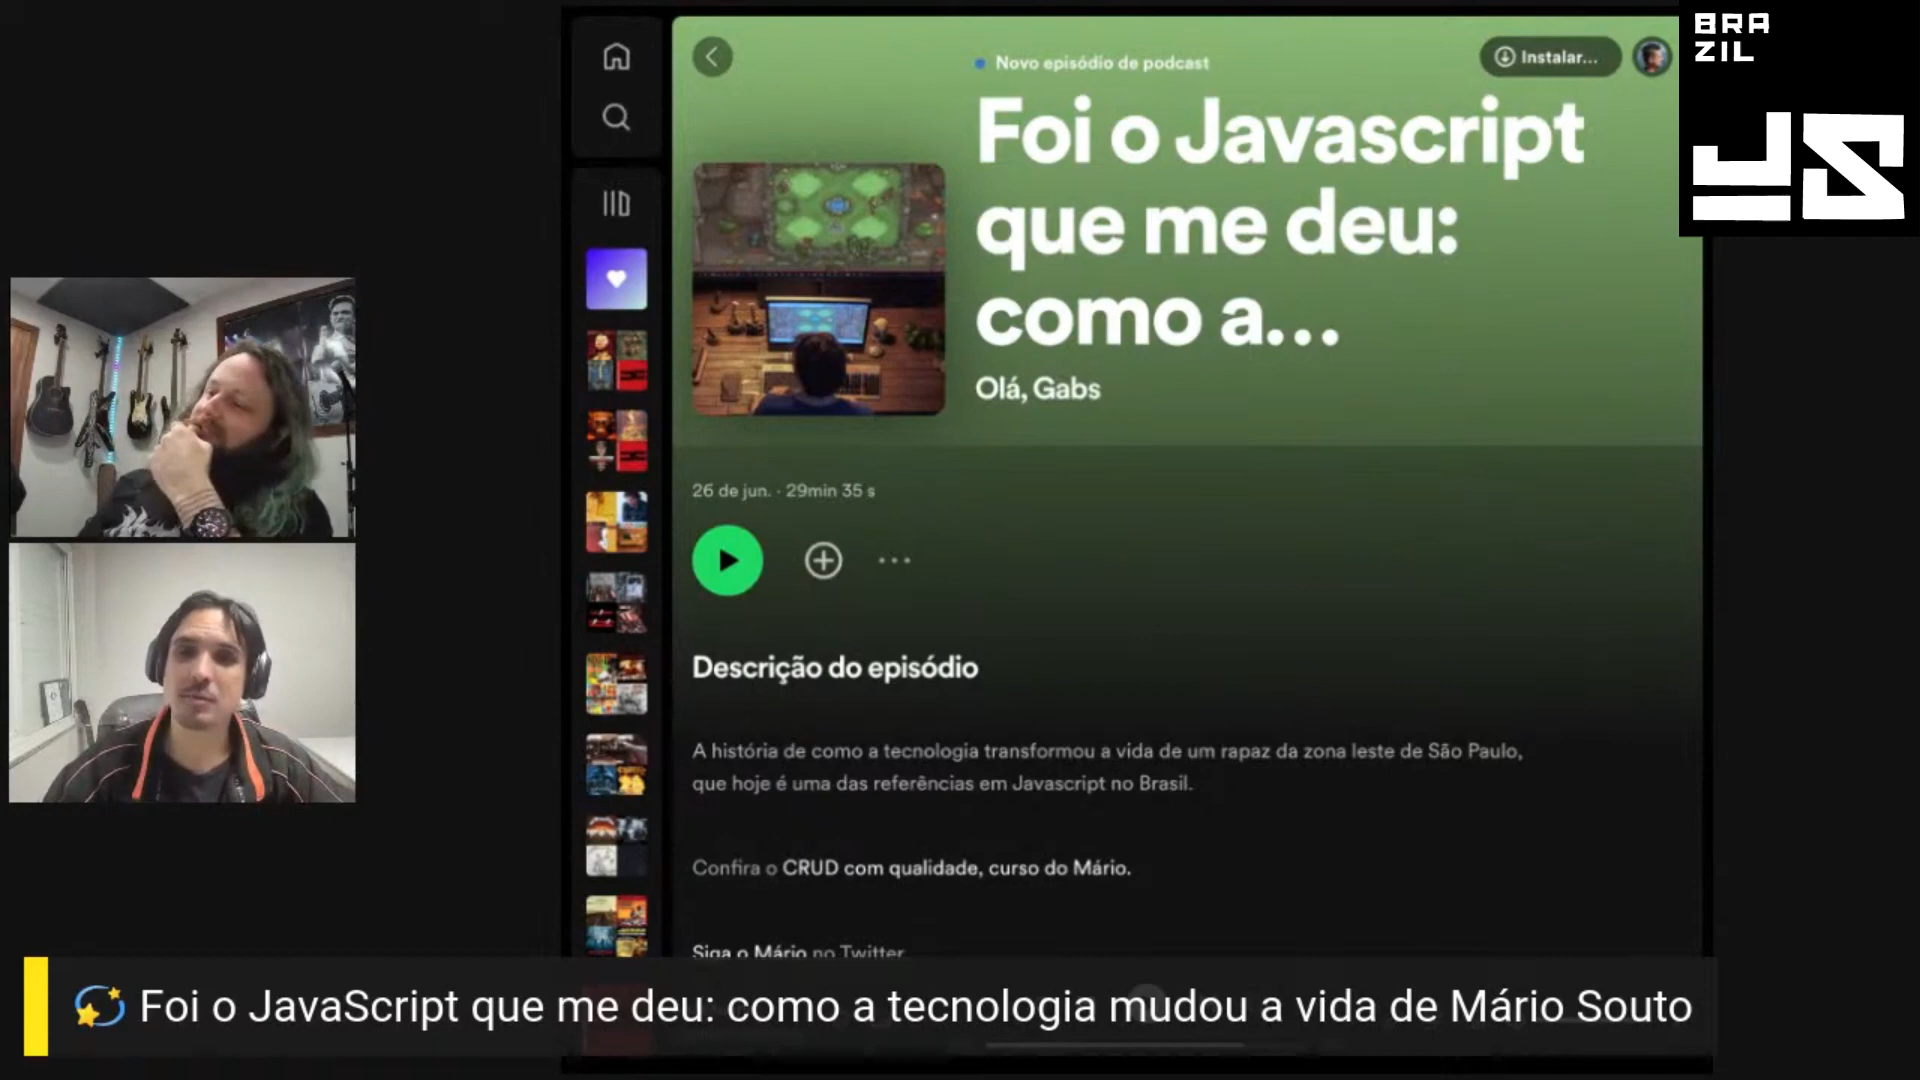 BRA
ZIL
JS
Novo episódio de podcast
Instalar...
Foi o Javascript
que me deu:
como a...
Olá, Gabs
26 de jun. · 29min 35 s
Descrição do episódio
A história de como a tecnologia transformou a vida de um rapaz da zona leste de São Paulo,
que hoje é uma das referências em Javascript no Brasil.
Confira o CRUD com qualidade, curso do Mário.
Siga o Mário no Twitter
Foi o JavaScript que me deu: como a tecnologia mudou a vida de Mário Souto